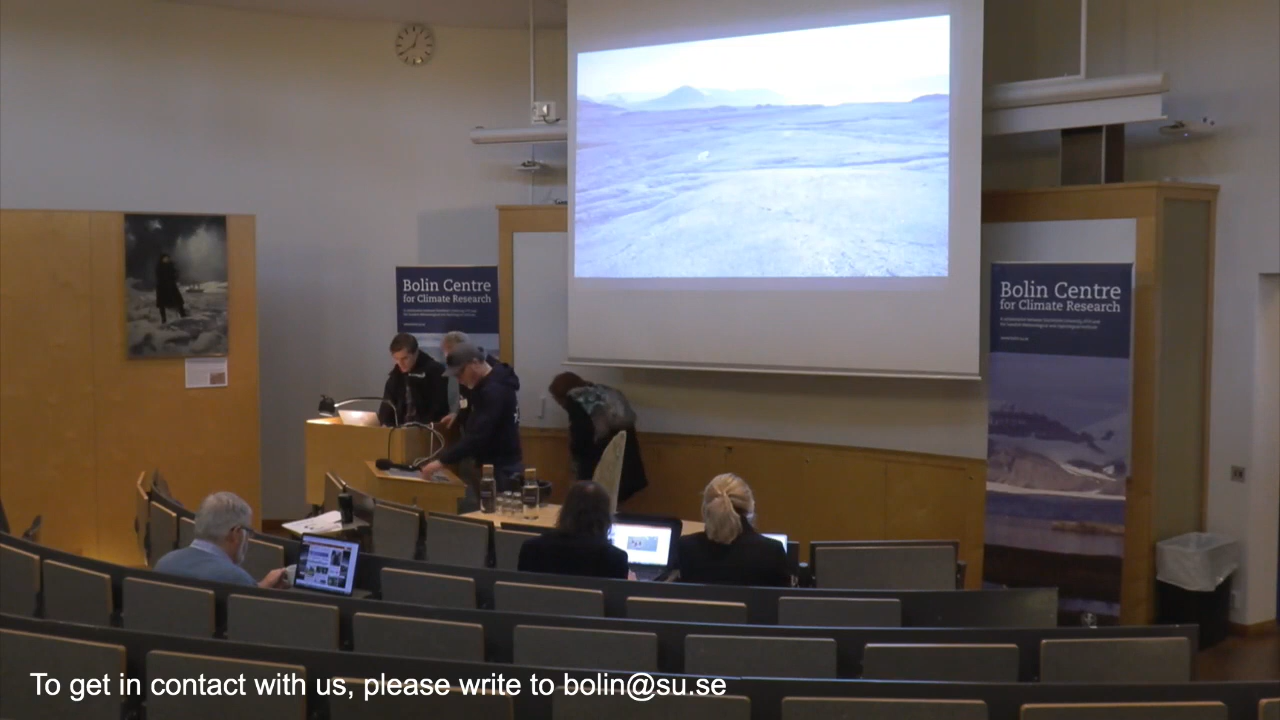 Bolin Centre
for Climate Research
Bolin Centre
for Climate Research
To get in contact with us, please write to bolin@su.se